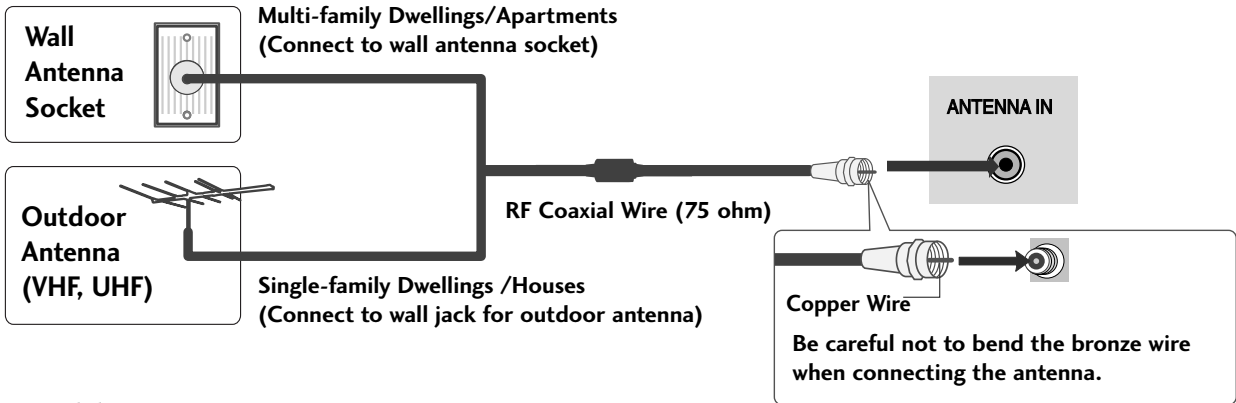 Wall
Antenna
Socket
Multi-family Dwellings/Apartments
(Connect to wall antenna socket)
ANTENNA IN
Outdoor
Antenna
(VHF, UHF)
RF Coaxial Wire (75 ohm)
Single-family Dwellings /Houses
(Connect to wall jack for outdoor antenna)
Copper Wire
Be careful not to bend the bronze wire
when connecting the antenna.